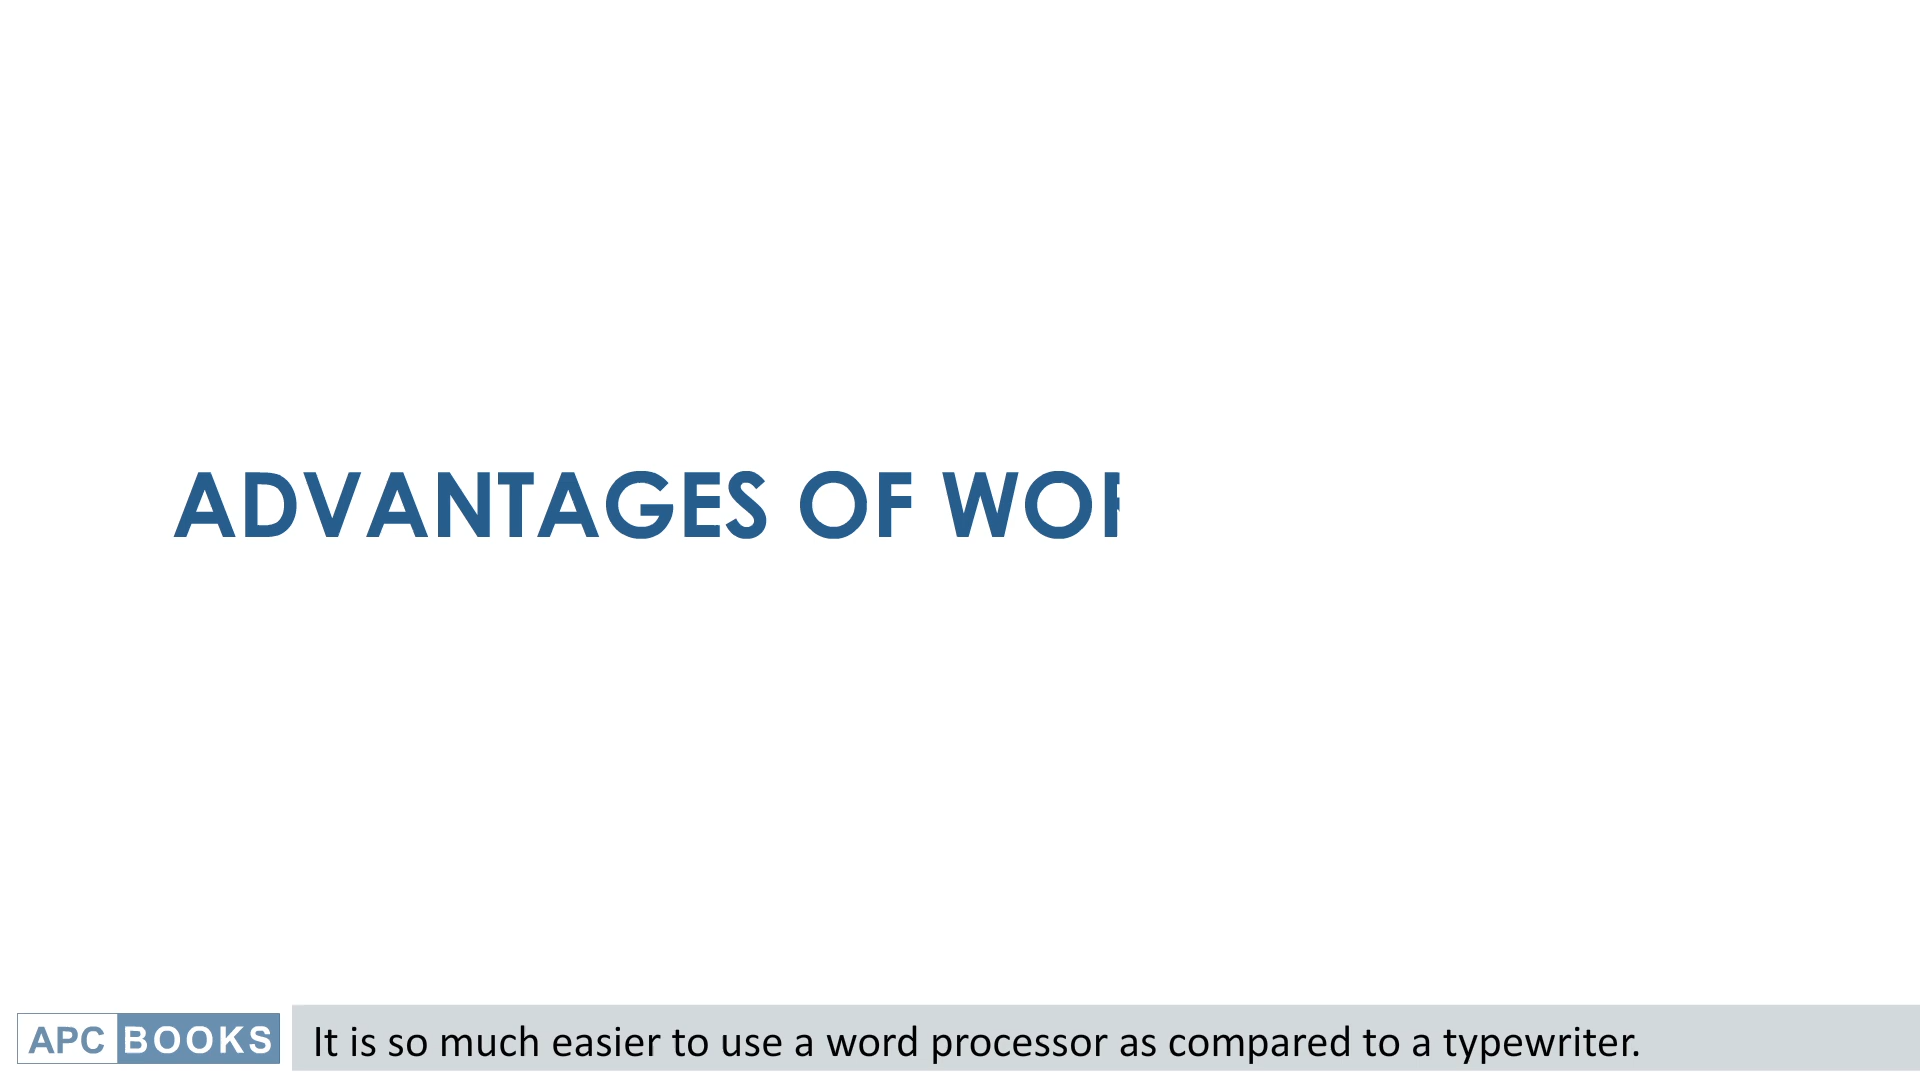 ADVANTAGES OF WO
APC BOOKS
It is so much easier to use a word processor as compared to a typewriter.